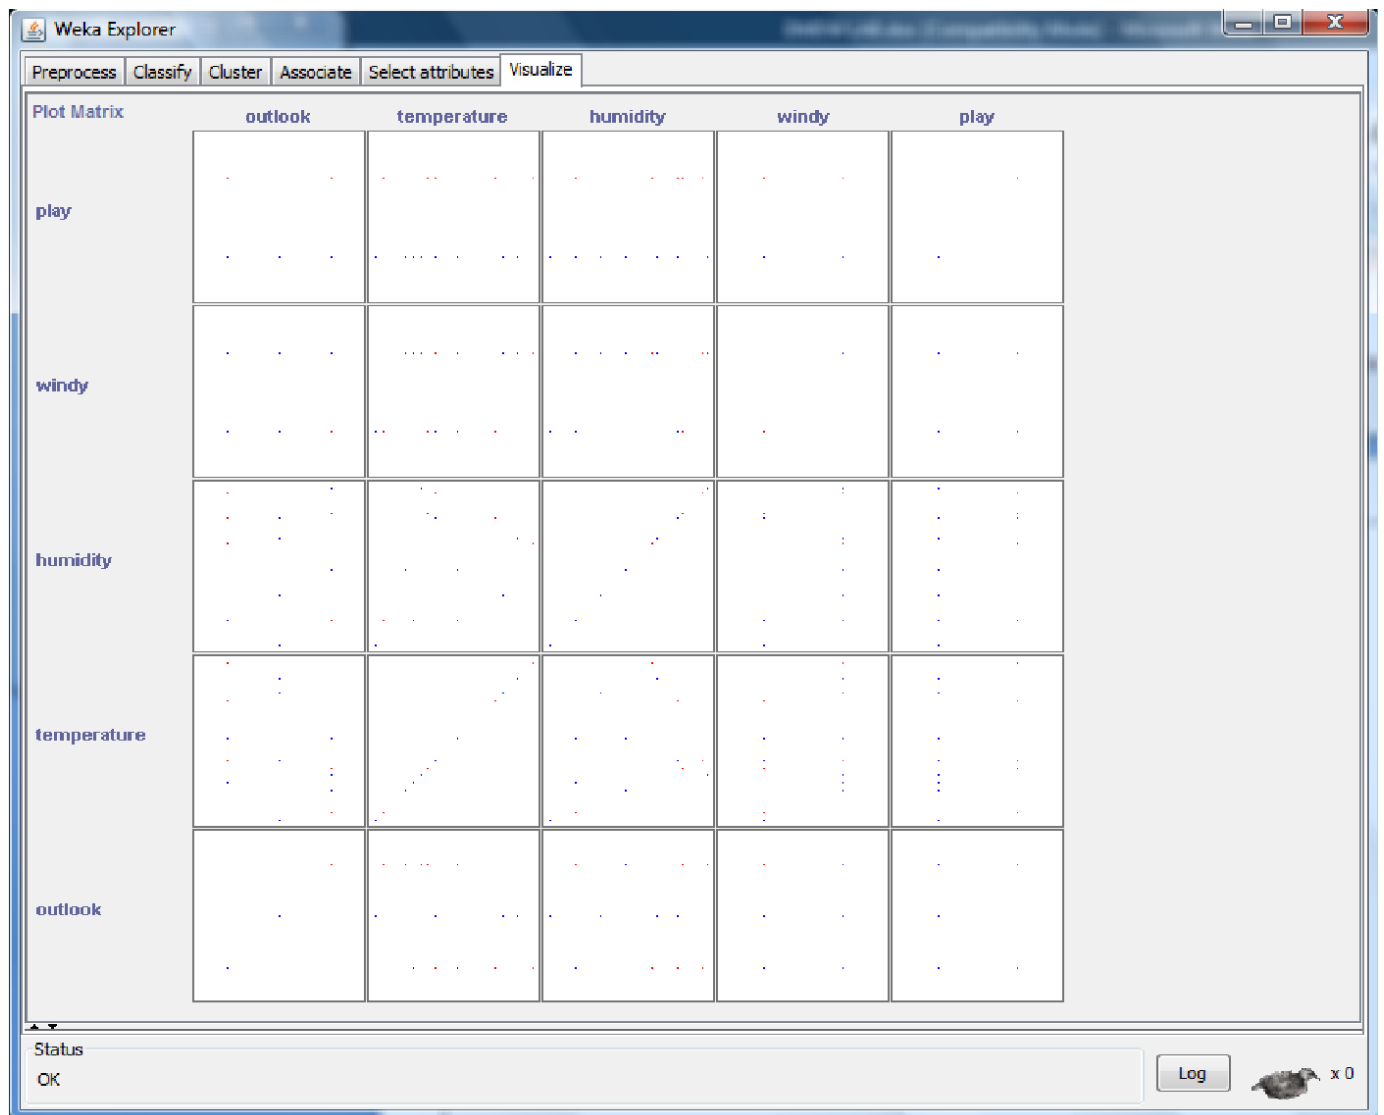 Weka Explorer
Preprocess Classify Cluster Associate Select attributes Visualize
Plot Matrix
outlook temperature humidity windy play
play
windy
humidity
temperature
outlook
Status
OK
Log
x 0